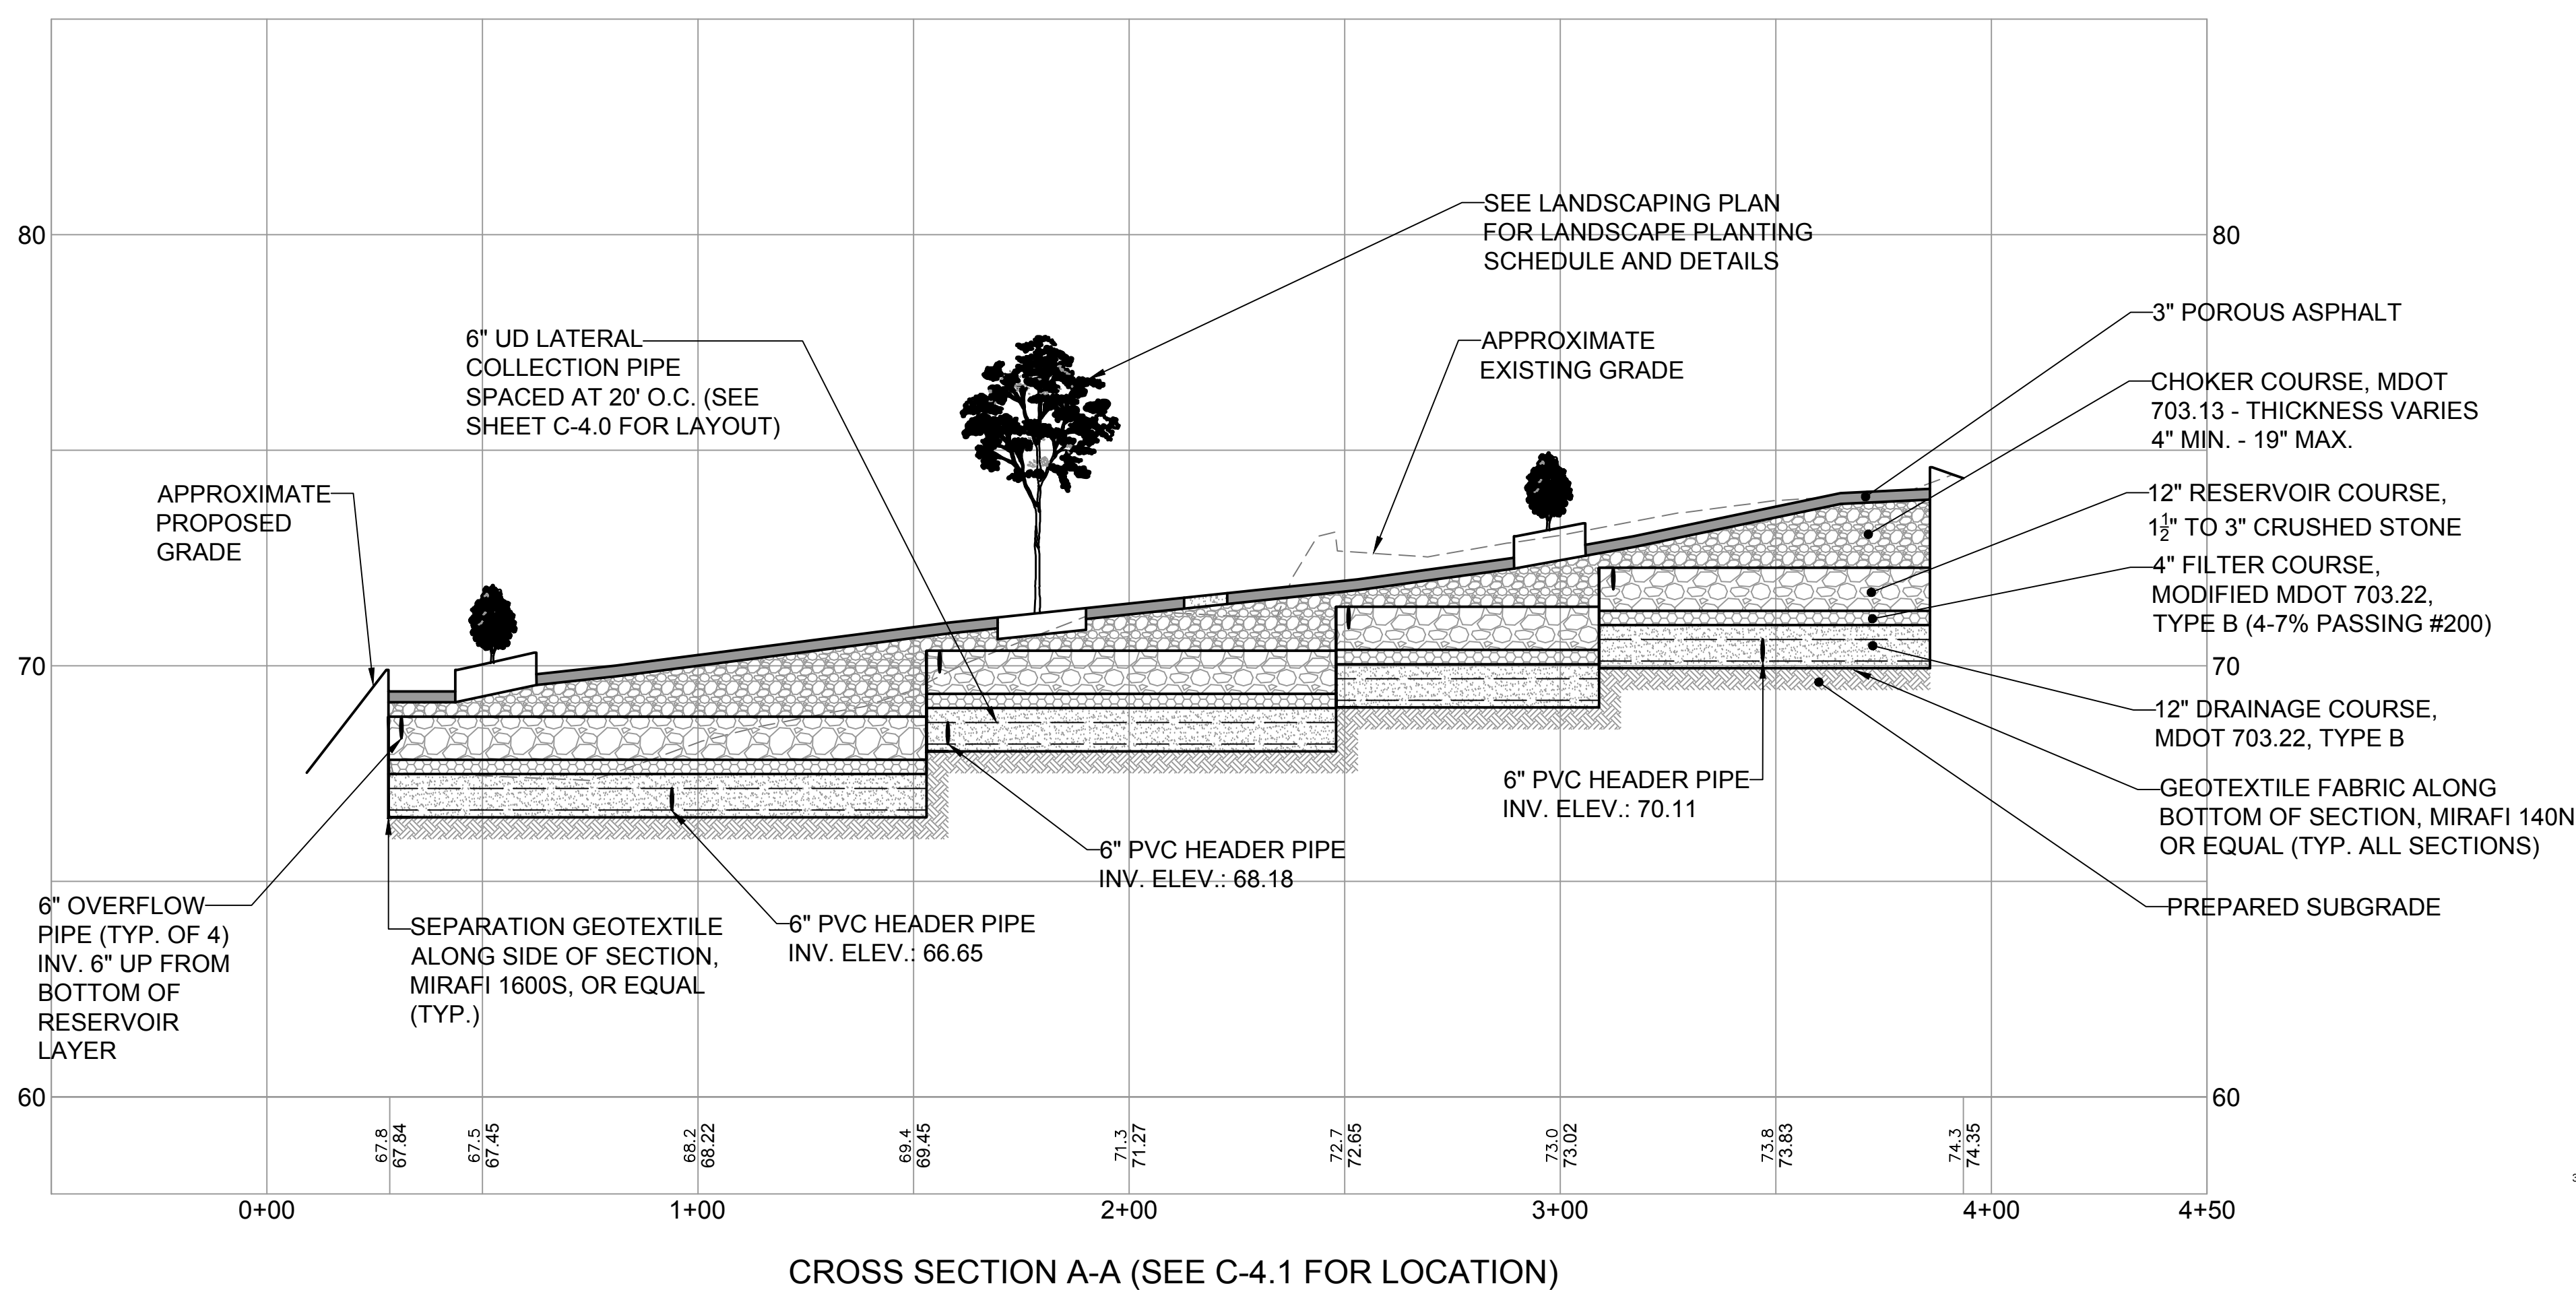 80
80
70
70
60
60
SEE LANDSCAPING PLAN
FOR LANDSCAPE PLANTING
SCHEDULE AND DETAILS
6" UD LATERAL
COLLECTION PIPE
SPACED AT 20' O.C. (SEE
SHEET C-4.0 FOR LAYOUT)
APPROXIMATE
EXISTING GRADE
APPROXIMATE
PROPOSED
GRADE
3" POROUS ASPHALT
CHOKER COURSE, MDOT
703.13 - THICKNESS VARIES
4" MIN. - 19" MAX.
12" RESERVOIR COURSE,
1 1/2" TO 3" CRUSHED STONE
4" FILTER COURSE,
MODIFIED MDOT 703.22,
TYPE B (4-7% PASSING #200)
12" DRAINAGE COURSE,
MDOT 703.22, TYPE B
GEOTEXTILE FABRIC ALONG
BOTTOM OF SECTION, MIRAFI 140N
OR EQUAL (TYP. ALL SECTIONS)
PREPARED SUBGRADE
6" PVC HEADER PIPE
INV. ELEV.: 70.11
6" PVC HEADER PIPE
INV. ELEV.: 68.18
6" PVC HEADER PIPE
INV. ELEV.: 66.65
SEPARATION GEOTEXTILE
ALONG SIDE OF SECTION,
MIRAFI 1600S, OR EQUAL
(TYP.)
6" OVERFLOW
PIPE (TYP. OF 4)
INV. 6" UP FROM
BOTTOM OF
RESERVOIR
LAYER
67.8
67.84
67.5
67.45
68.2
68.22
69.4
69.45
71.3
71.27
72.7
72.65
73.0
73.02
73.8
73.83
74.3
74.35
0+00
1+00
2+00
3+00
4+00
4+50
CROSS SECTION A-A (SEE C-4.1 FOR LOCATION)